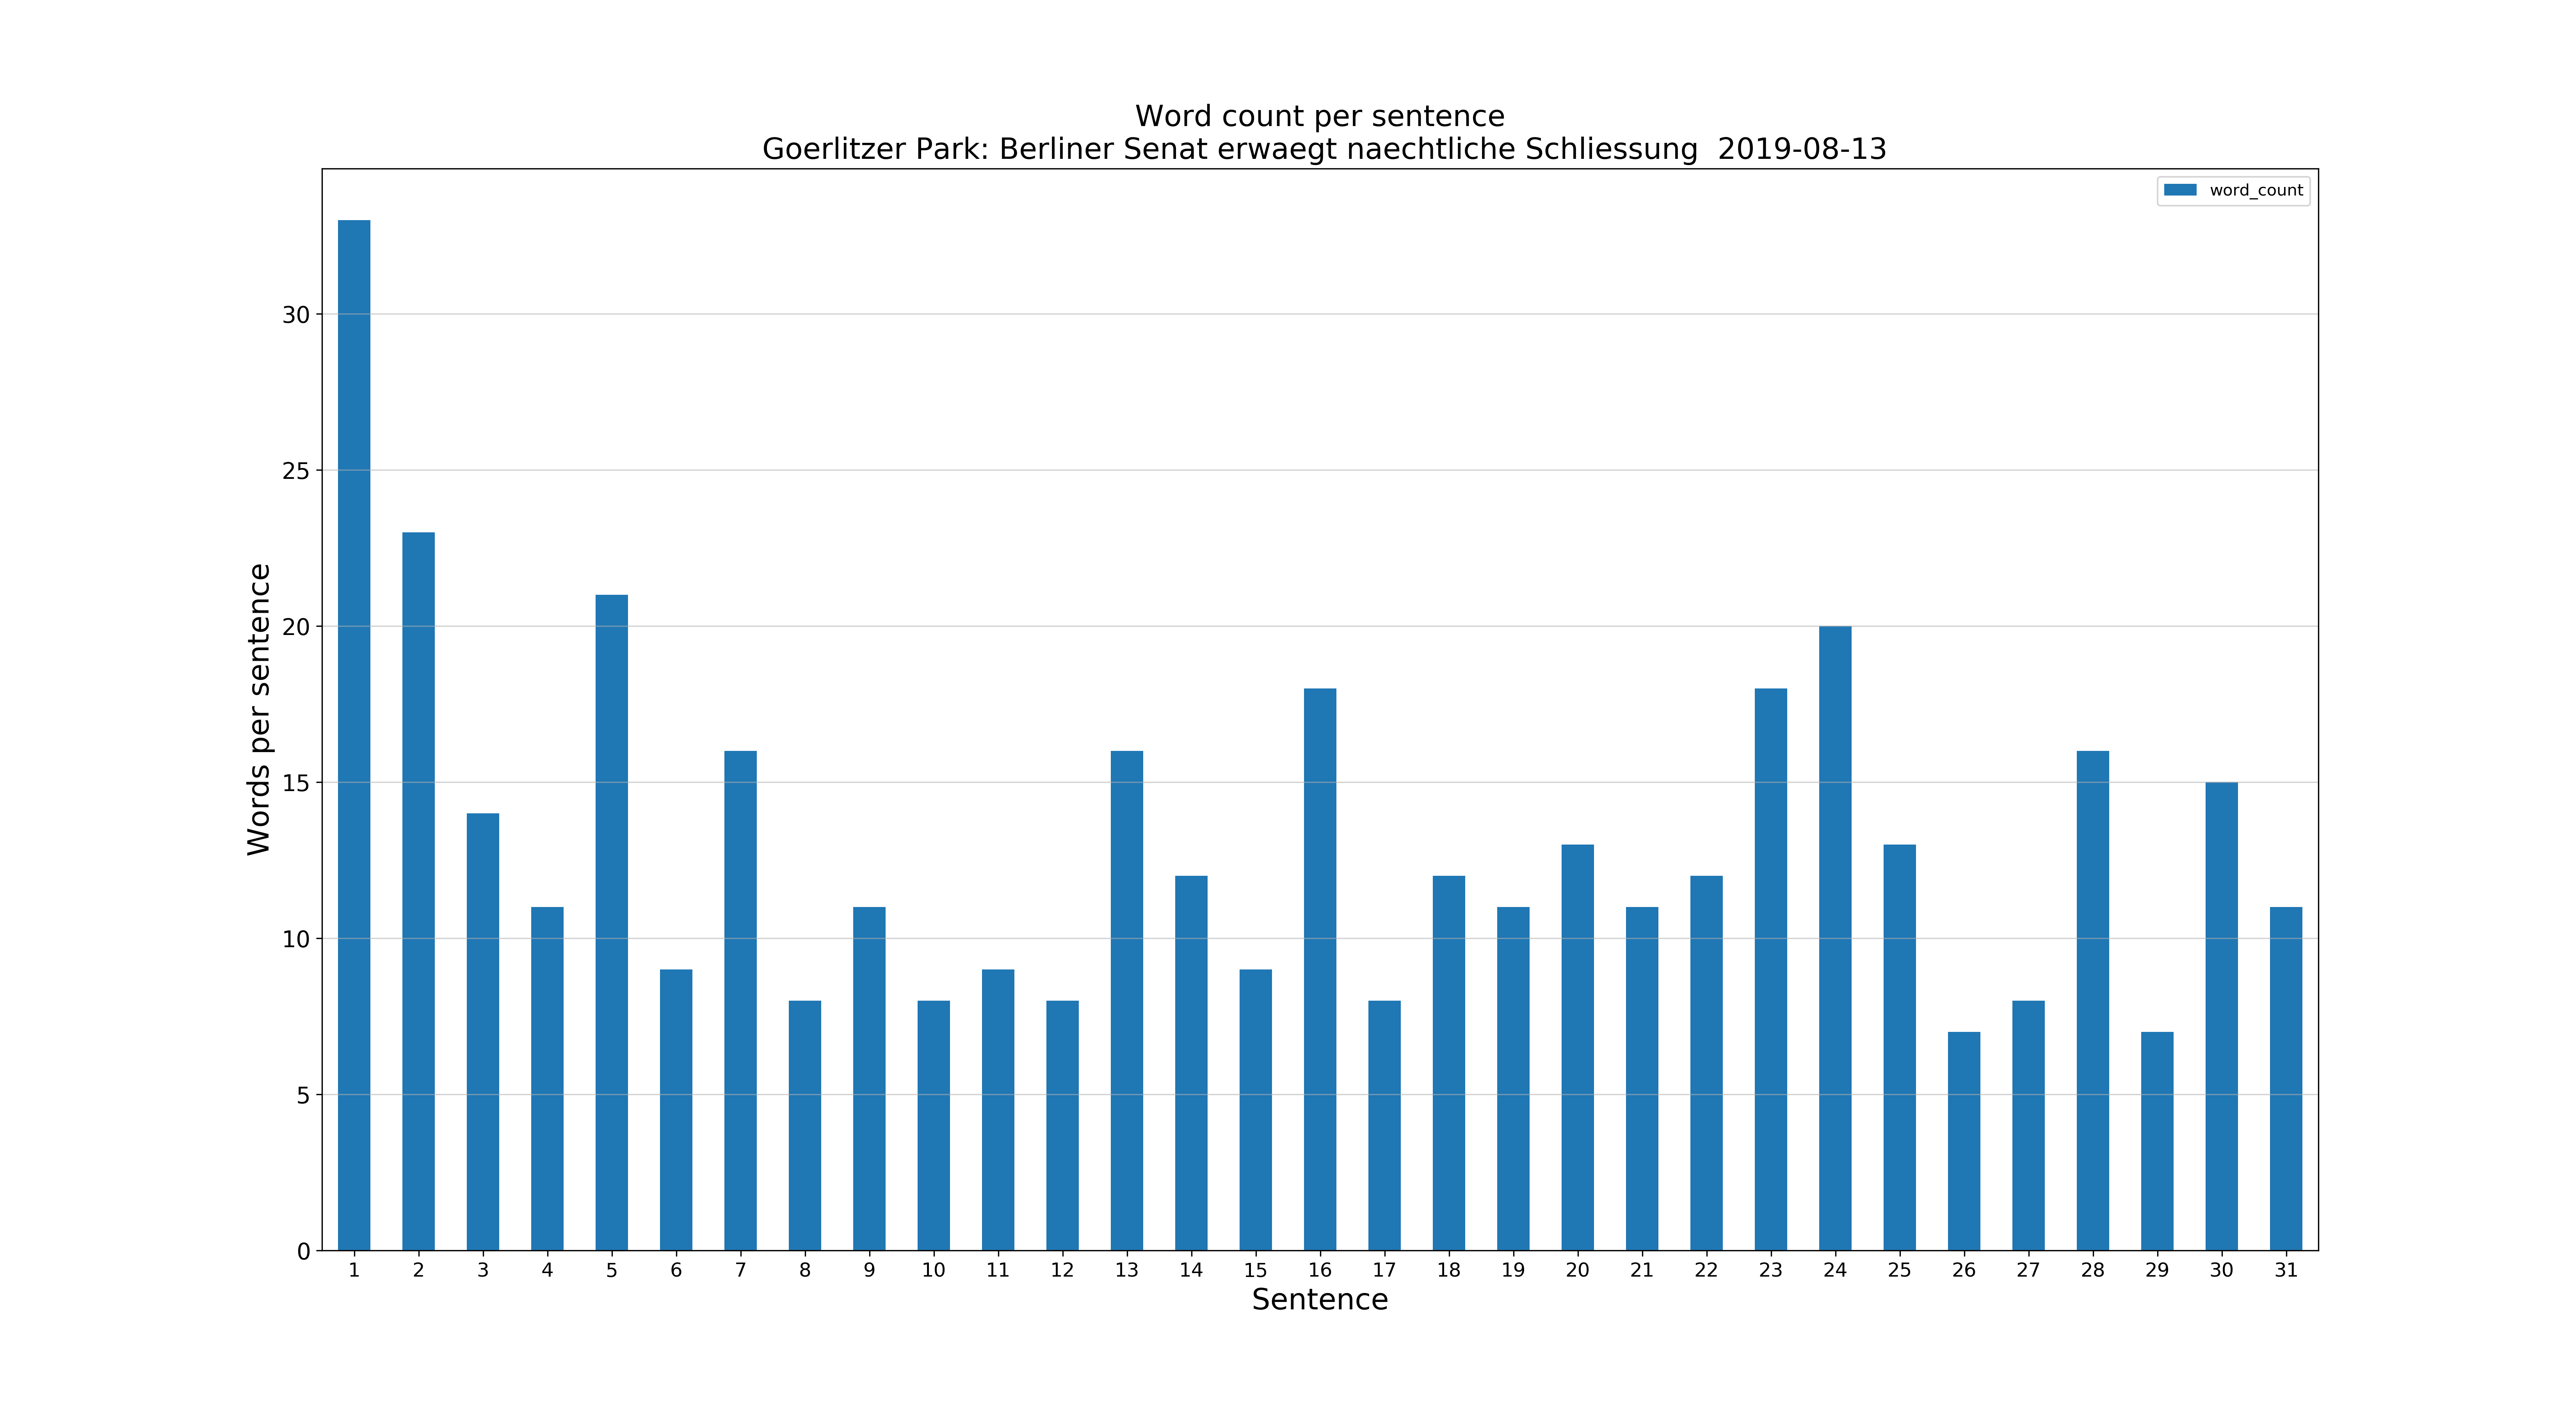 Word count per sentence
Goerlitzer Park: Berliner Senat erwaegt naechtliche Schliessung  2019-08-13
word_count
Words per sentence
30
25
20
15
10
5
0
1 2 3 4 5 6 7 8 9 10 11 12 13 14 15 16 17 18 19 20 21 22 23 24 25 26 27 28 29 30 31
Sentence